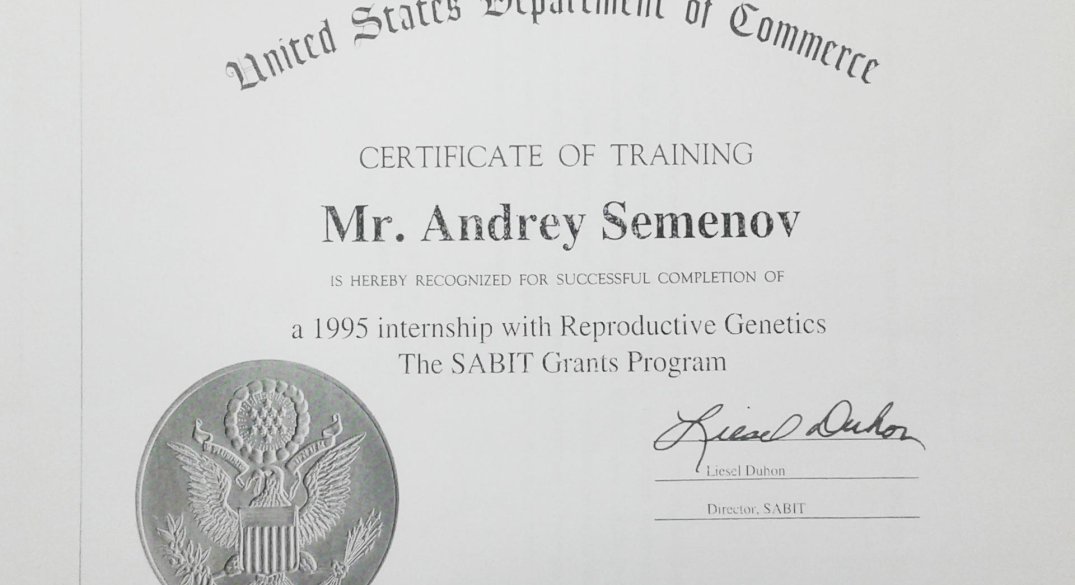 United States Department of Commerce
CERTIFICATE OF TRAINING
Mr. Andrey Semenov
IS HEREBY RECOGNIZED FOR SUCCESSFUL COMPLETION OF
a 1995 internship with Reproductive Genetics
The SABIT Grants Program
Liesel Duhon
Liesel Duhon
Director, SABIT